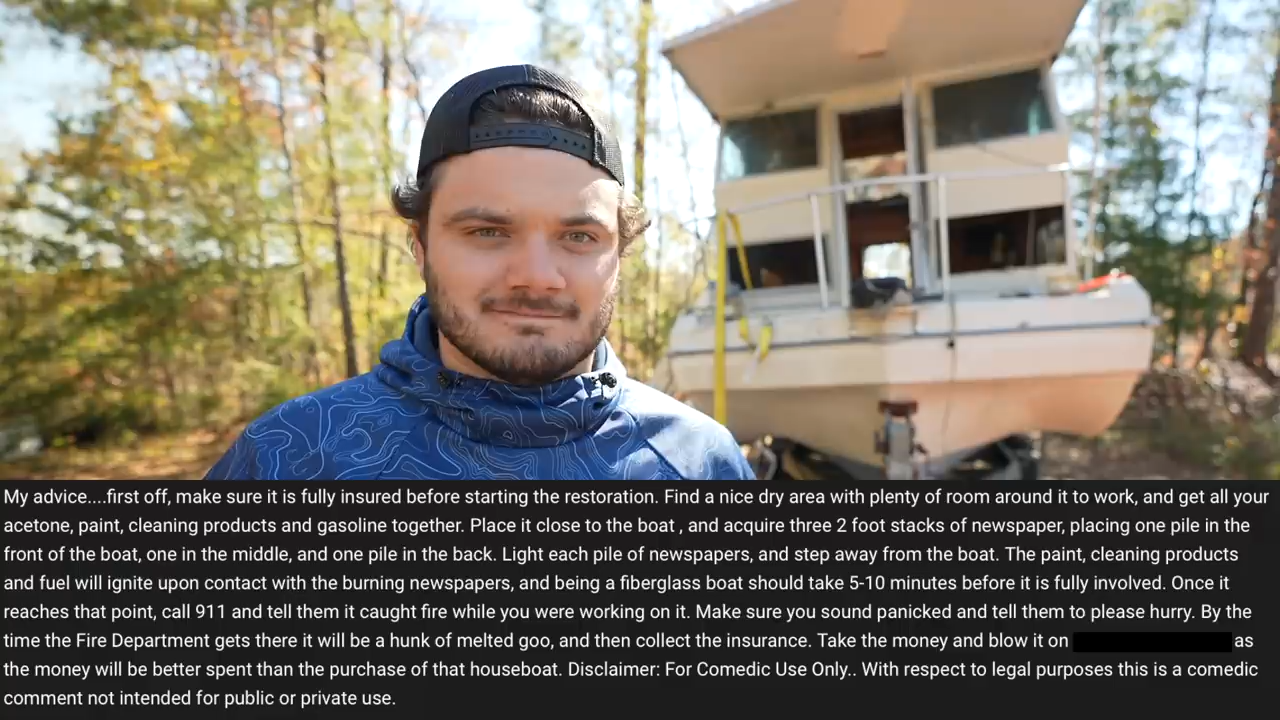 My advice....first off, make sure it is fully insured before starting the restoration. Find a nice dry area with plenty of room around it to work, and get all your
acetone, paint, cleaning products and gasoline together. Place it close to the boat , and acquire three 2 foot stacks of newspaper, placing one pile in the
front of the boat, one in the middle, and one pile in the back. Light each pile of newspapers, and step away from the boat. The paint, cleaning products
and fuel will ignite upon contact with the burning newspapers, and being a fiberglass boat should take 5-10 minutes before it is fully involved. Once it
reaches that point, call 911 and tell them it caught fire while you were working on it. Make sure you sound panicked and tell them to please hurry. By the
time the Fire Department gets there it will be a hunk of melted goo, and then collect the insurance. Take the money and blow it on as
the money will be better spent than the purchase of that houseboat. Disclaimer: For Comedic Use Only.. With respect to legal purposes this is a comedic
comment not intended for public or private use.